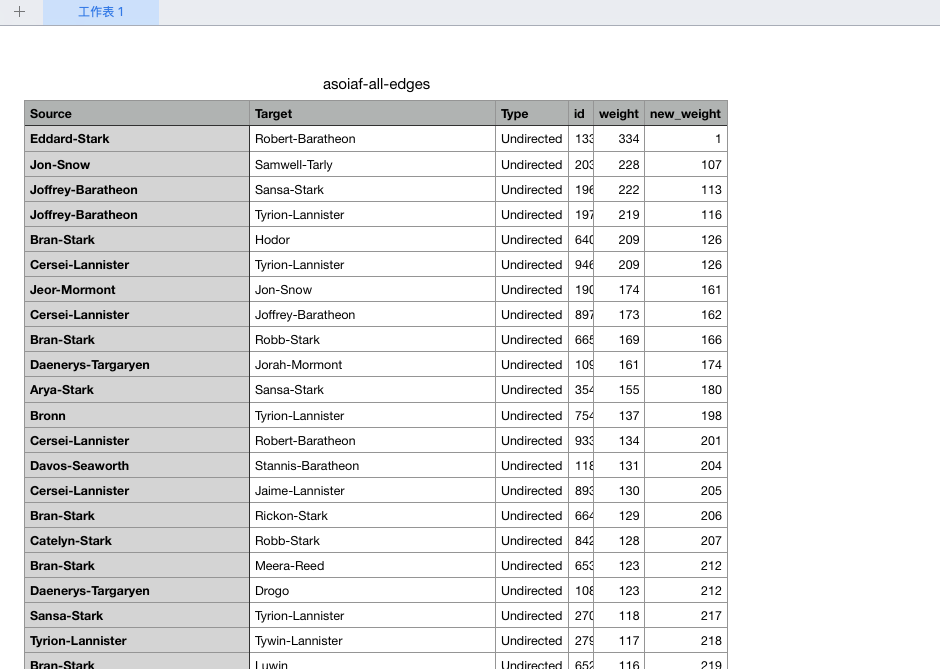 工作表 1
asoiaf-all-edges
Source Target Type id weight new_weight
Eddard-Stark Robert-Baratheon Undirected 133 334 1
Jon-Snow Samwell-Tarly Undirected 203 228 107
Joffrey-Baratheon Sansa-Stark Undirected 196 222 113
Joffrey-Baratheon Tyrion-Lannister Undirected 197 219 116
Bran-Stark Hodor Undirected 640 209 126
Cersei-Lannister Tyrion-Lannister Undirected 946 209 126
Jeor-Mormont Jon-Snow Undirected 190 174 161
Cersei-Lannister Joffrey-Baratheon Undirected 897 173 162
Bran-Stark Robb-Stark Undirected 665 169 166
Daenerys-Targaryen Jorah-Mormont Undirected 109 161 174
Arya-Stark Sansa-Stark Undirected 354 155 180
Bronn Tyrion-Lannister Undirected 754 137 198
Cersei-Lannister Robert-Baratheon Undirected 933 134 201
Davos-Seaworth Stannis-Baratheon Undirected 118 131 204
Cersei-Lannister Jaime-Lannister Undirected 893 130 205
Bran-Stark Rickon-Stark Undirected 664 129 206
Catelyn-Stark Robb-Stark Undirected 842 128 207
Bran-Stark Meera-Reed Undirected 653 123 212
Daenerys-Targaryen Drogo Undirected 108 123 212
Sansa-Stark Tyrion-Lannister Undirected 270 118 217
Tyrion-Lannister Tywin-Lannister Undirected 279 117 218
Bran-Stark Luwin Undirected 652 116 219